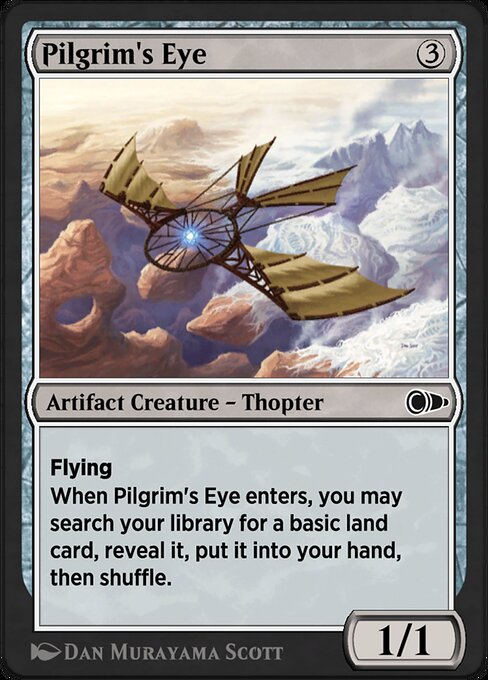 Pilgrim's Eye 3
Artifact Creature – Thopter
Flying
When Pilgrim's Eye enters, you may
search your library for a basic land
card, reveal it, put it into your hand,
then shuffle.
1/1
Dan Murayama Scott